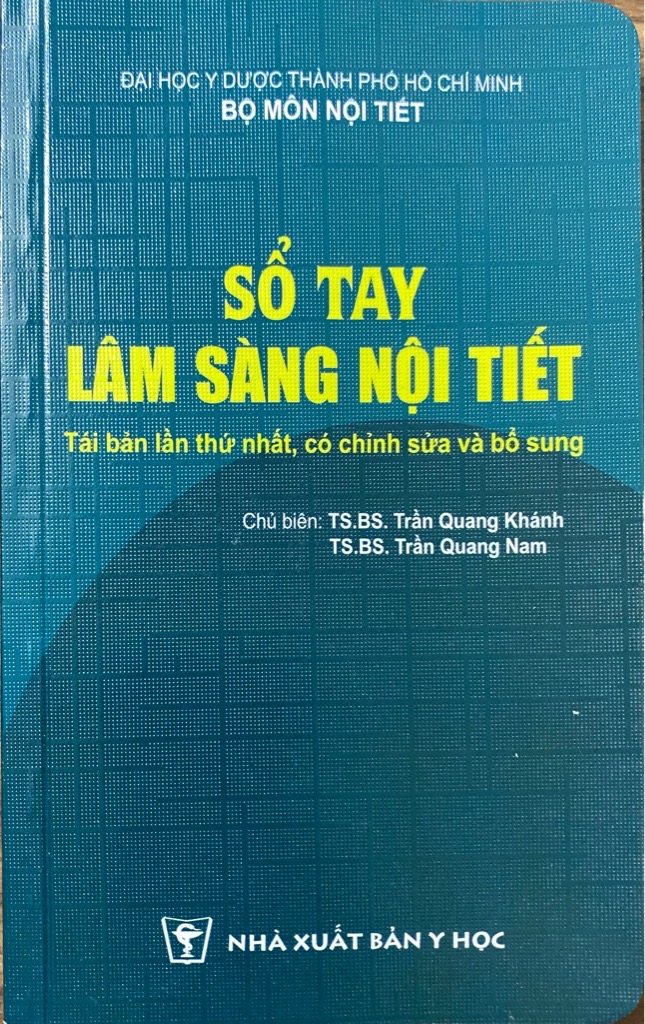 ĐẠI HỌC Y DƯỢC THÀNH PHỐ HỒ CHÍ MINH
BỘ MÔN NỘI TIẾT
SỔ TAY
LÂM SÀNG NỘI TIẾT
Tái bản lần thứ nhất, có chỉnh sửa và bổ sung
Chủ biên: TS.BS. Trần Quang Khánh
TS.BS. Trần Quang Nam
NHÀ XUẤT BẢN Y HỌC